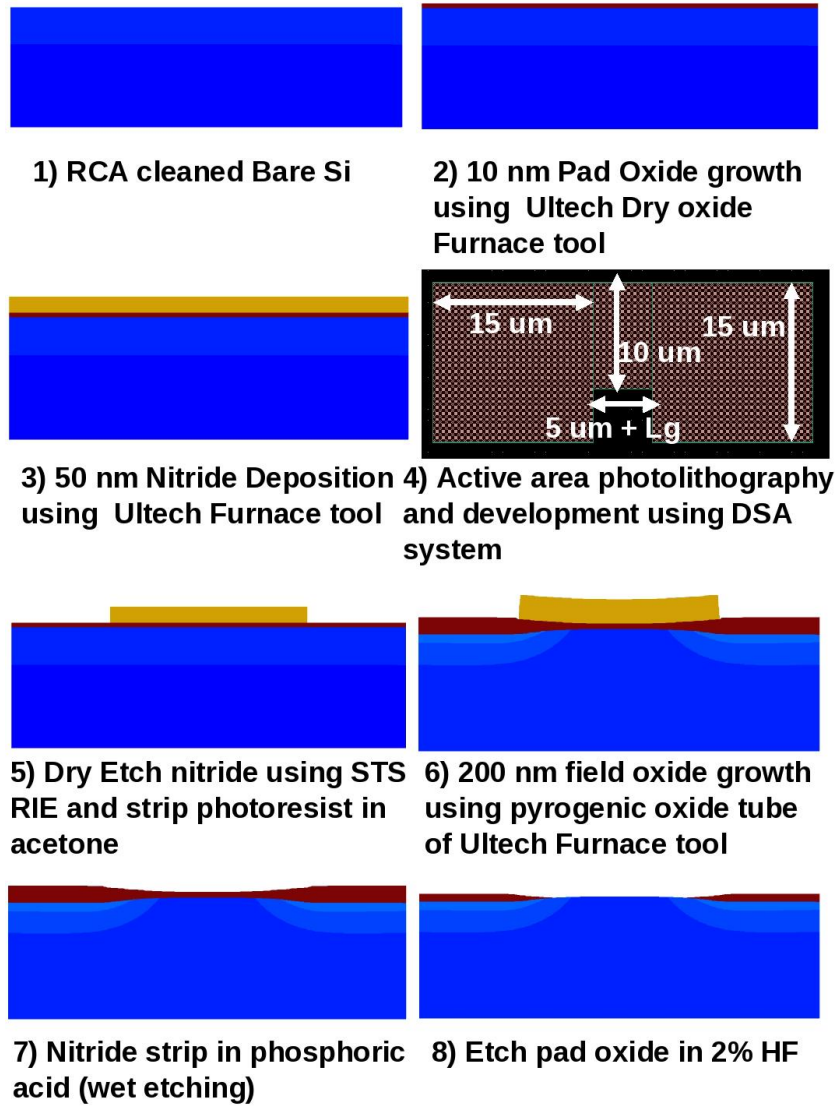 1) RCA cleaned Bare Si
2) 10 nm Pad Oxide growth
using Ultech Dry oxide
Furnace tool
3) 50 nm Nitride Deposition
using Ultech Furnace tool
15 um
10 um
15 um
5 um + Lg
4) Active area photolithography
and development using DSA
system
5) Dry Etch nitride using STS
RIE and strip photoresist in
acetone
6) 200 nm field oxide growth
using pyrogenic oxide tube
of Ultech Furnace tool
7) Nitride strip in phosphoric
acid (wet etching)
8) Etch pad oxide in 2% HF